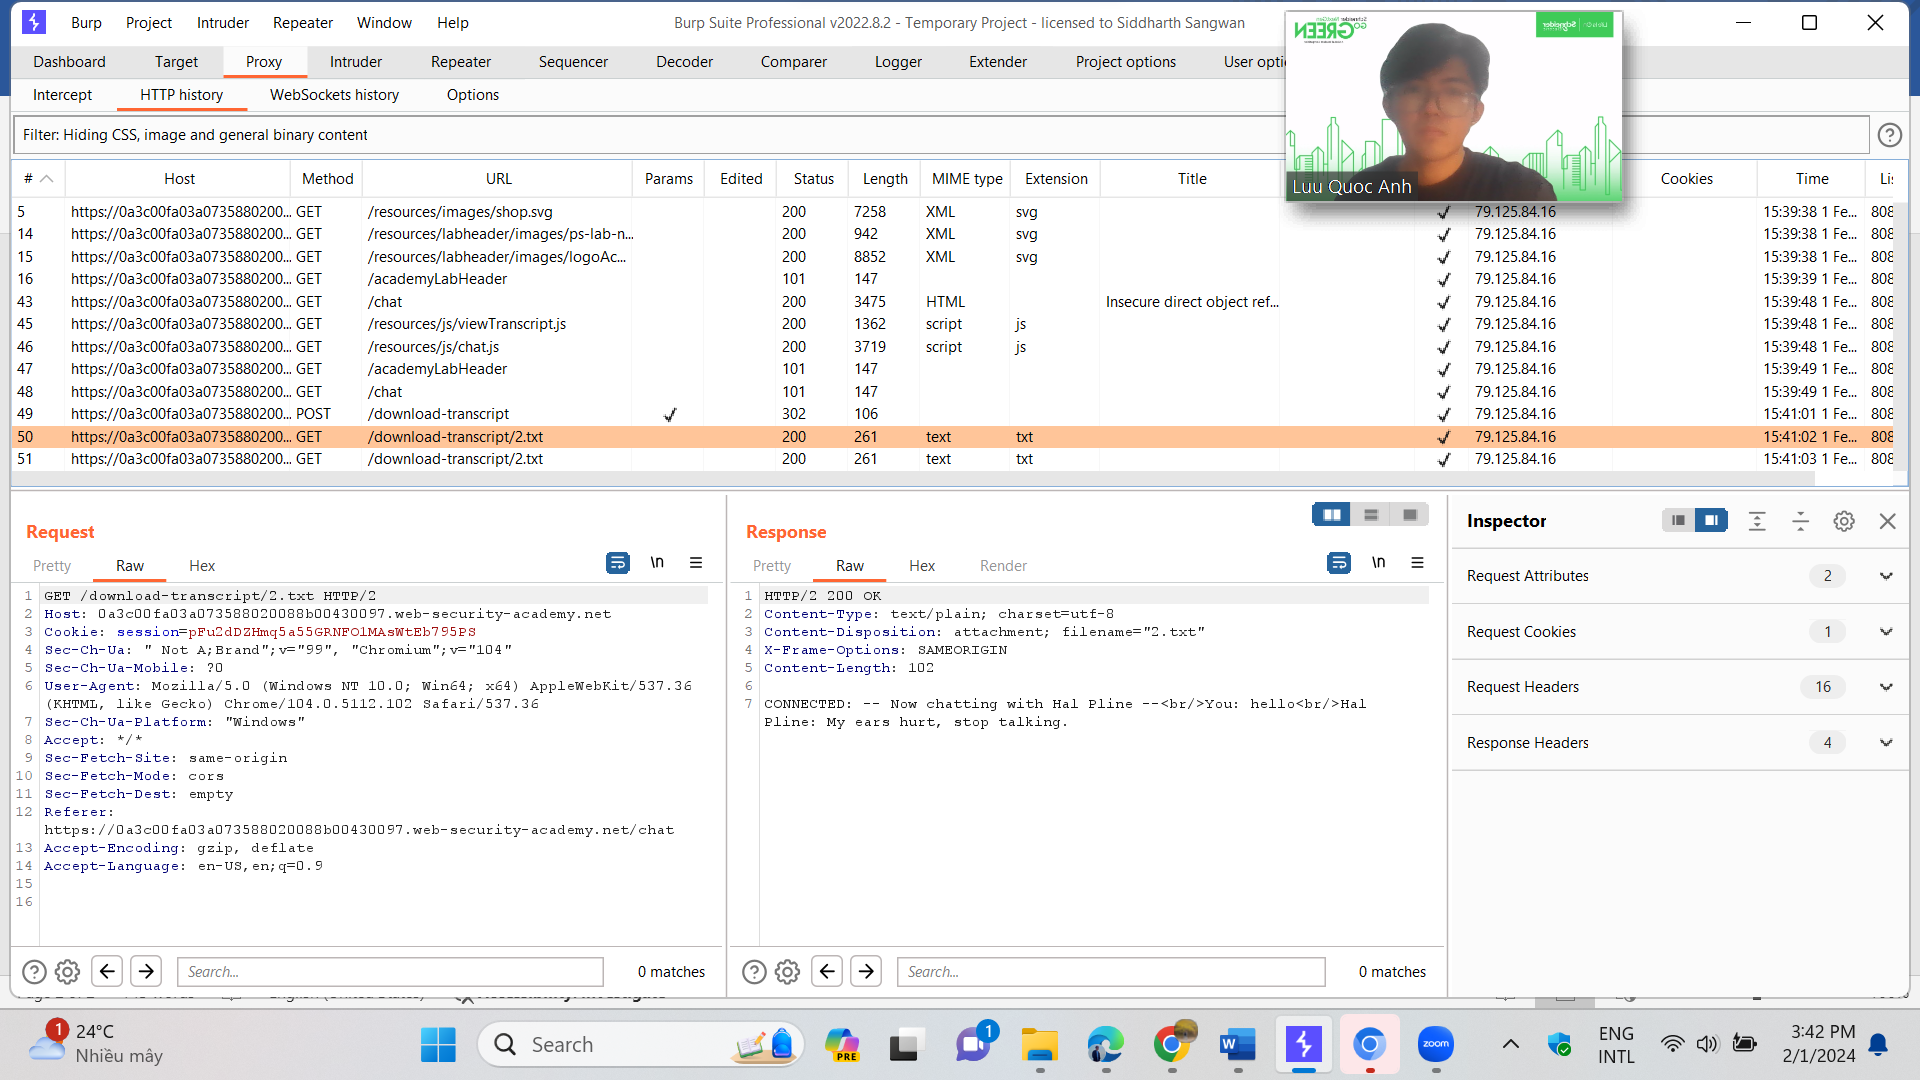 Burp Project Intruder Repeater Window Help
Burp Suite Professional v2022.8.2 - Temporary Project - licensed to Siddharth Sangwan
Dashboard Target Proxy Intruder Repeater Sequencer Decoder Comparer Logger Extender Project options User opti
Intercept HTTP history WebSockets history Options
Filter: Hiding CSS, image and general binary content
GREEN
Luu Quoc Anh
# Host Method URL Params Edited Status Length MIME type Extension Title Cookies Time Lis
5 https://0a3c00fa03a0735880200... GET /resources/images/shop.svg 200 7258 XML svg 79.125.84.16 15:39:38 1 Fe... 808
14 https://0a3c00fa03a0735880200... GET /resources/labheader/images/ps-lab-n... 200 942 XML svg 79.125.84.16 15:39:38 1 Fe... 808
15 https://0a3c00fa03a0735880200... GET /resources/labheader/images/logoAc... 200 8852 XML svg 79.125.84.16 15:39:38 1 Fe... 808
16 https://0a3c00fa03a0735880200... GET /academyLabHeader 101 147 79.125.84.16 15:39:39 1 Fe... 808
43 https://0a3c00fa03a0735880200... GET /chat 200 3475 HTML Insecure direct object ref... 79.125.84.16 15:39:48 1 Fe... 808
45 https://0a3c00fa03a0735880200... GET /resources/js/viewTranscript.js 200 1362 script js 79.125.84.16 15:39:48 1 Fe... 808
46 https://0a3c00fa03a0735880200... GET /resources/js/chat.js 200 3719 script js 79.125.84.16 15:39:48 1 Fe... 808
47 https://0a3c00fa03a0735880200... GET /academyLabHeader 101 147 79.125.84.16 15:39:49 1 Fe... 808
48 https://0a3c00fa03a0735880200... GET /chat 101 147 79.125.84.16 15:39:49 1 Fe... 808
49 https://0a3c00fa03a0735880200... POST /download-transcript 302 106 79.125.84.16 15:41:01 1 Fe... 808
50 https://0a3c00fa03a0735880200... GET /download-transcript/2.txt 200 261 text txt 79.125.84.16 15:41:02 1 Fe... 808
51 https://0a3c00fa03a0735880200... GET /download-transcript/2.txt 200 261 text txt 79.125.84.16 15:41:03 1 Fe... 808
Request
Pretty Raw Hex
\n
1 GET /download-transcript/2.txt HTTP/2
2 Host: 0a3c00fa03a073588020088b00430097.web-security-academy.net
3 Cookie: session=pFu2dDZHmq5a55GRNFO1MAsWtEb795PS
4 Sec-Ch-Ua: " Not A;Brand";v="99", "Chromium";v="104"
5 Sec-Ch-Ua-Mobile: ?0
6 User-Agent: Mozilla/5.0 (Windows NT 10.0; Win64; x64) AppleWebKit/537.36
(KHTML, like Gecko) Chrome/104.0.5112.102 Safari/537.36
7 Sec-Ch-Ua-Platform: "Windows"
8 Accept: */*
9 Sec-Fetch-Site: same-origin
10 Sec-Fetch-Mode: cors
11 Sec-Fetch-Dest: empty
12 Referer:
https://0a3c00fa03a073588020088b00430097.web-security-academy.net/chat
13 Accept-Encoding: gzip, deflate
14 Accept-Language: en-US,en;q=0.9
15
16
Search...
0 matches
Response
Pretty Raw Hex Render
\n
1 HTTP/2 200 OK
2 Content-Type: text/plain; charset=utf-8
3 Content-Disposition: attachment; filename="2.txt"
4 X-Frame-Options: SAMEORIGIN
5 Content-Length: 102
6
7 CONNECTED: -- Now chatting with Hal Pline --<br/>You: hello<br/>Hal
Pline: My ears hurt, stop talking.
Search...
0 matches
Inspector
Request Attributes 2
Request Cookies 1
Request Headers 16
Response Headers 4
1
24°C
Nhiều mây
Search
PRE
1
W
zoom
ENG
INTL
3:42 PM
2/1/2024